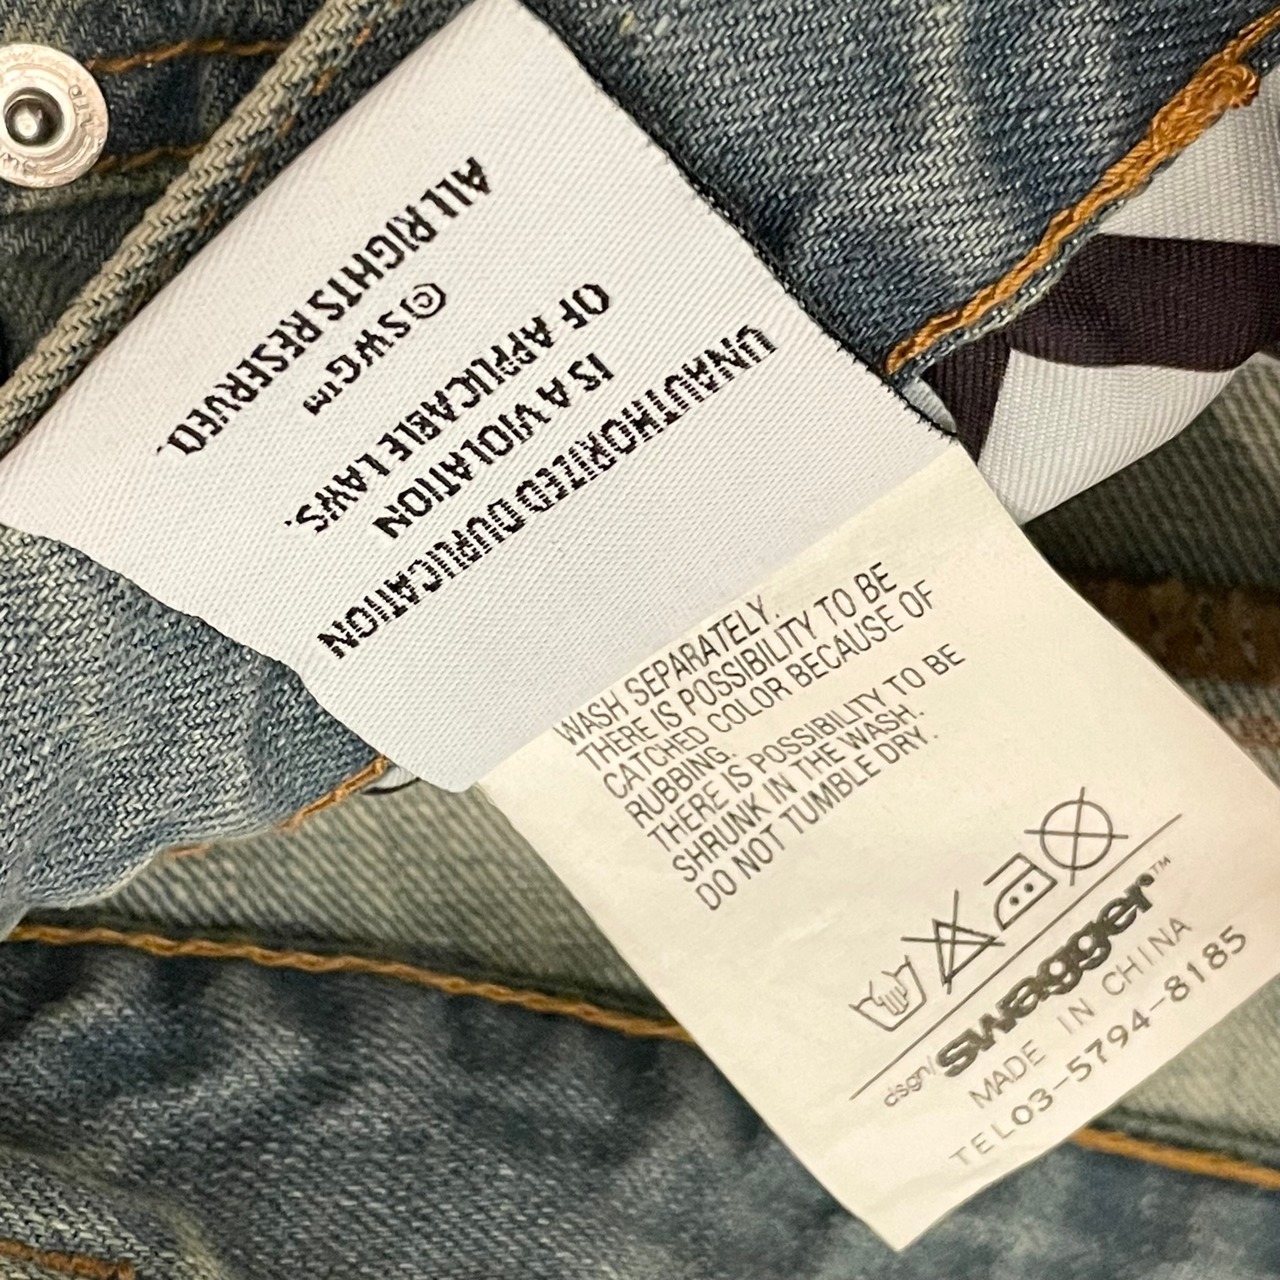 UNAUTHORIZED DUPLICATION
IS A VIOLATION
OF APPLICABLE LAWS.
©SWG™
ALL RIGHTS RESERVED.
WASH SEPARATELY.
THERE IS POSSIBILITY TO BE
CATCHED COLOR BECAUSE OF
RUBBING.
THERE IS POSSIBILITY TO BE
SHRUNK IN THE WASH.
DO NOT TUMBLE DRY.
dsgn/swagger™
MADE IN CHINA
TEL03-5794-8185